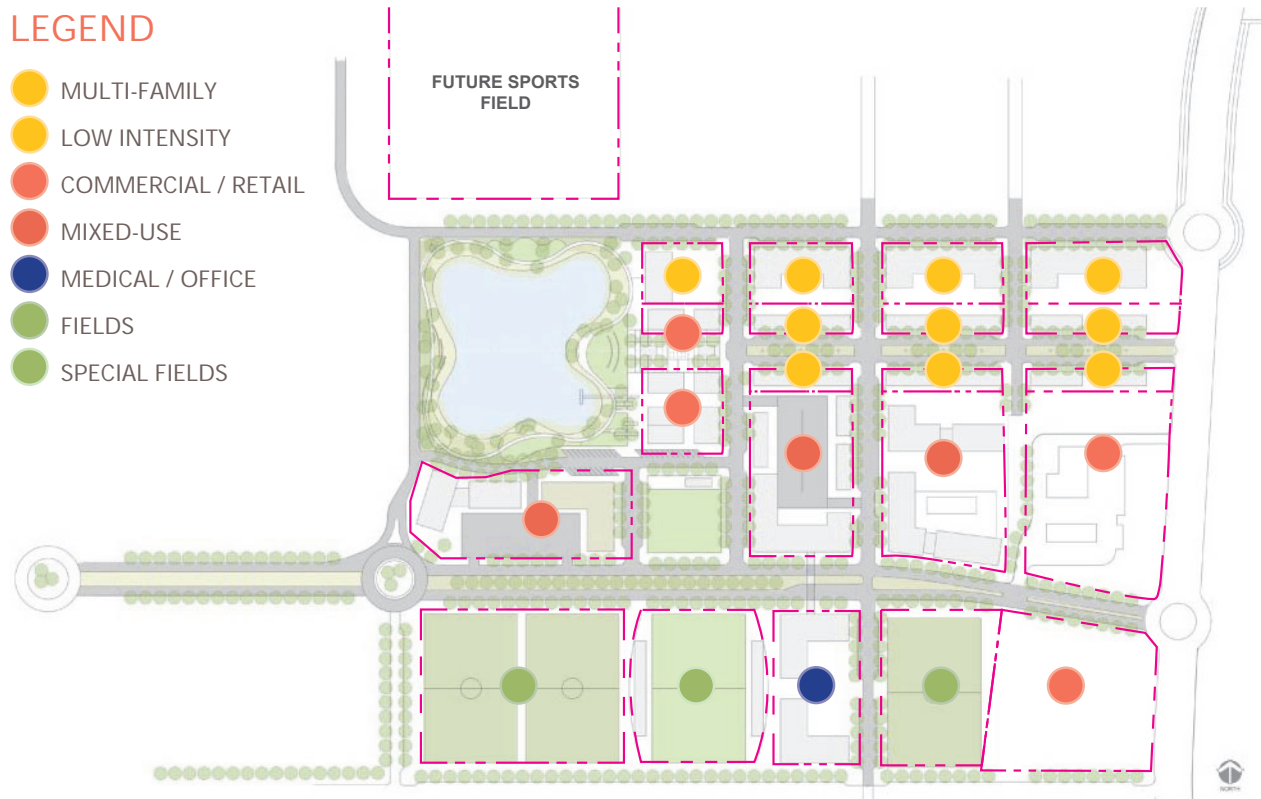 LEGEND
MULTI-FAMILY
LOW INTENSITY
COMMERCIAL / RETAIL
MIXED-USE
MEDICAL / OFFICE
FIELDS
SPECIAL FIELDS
FUTURE SPORTS
FIELD
NORTH